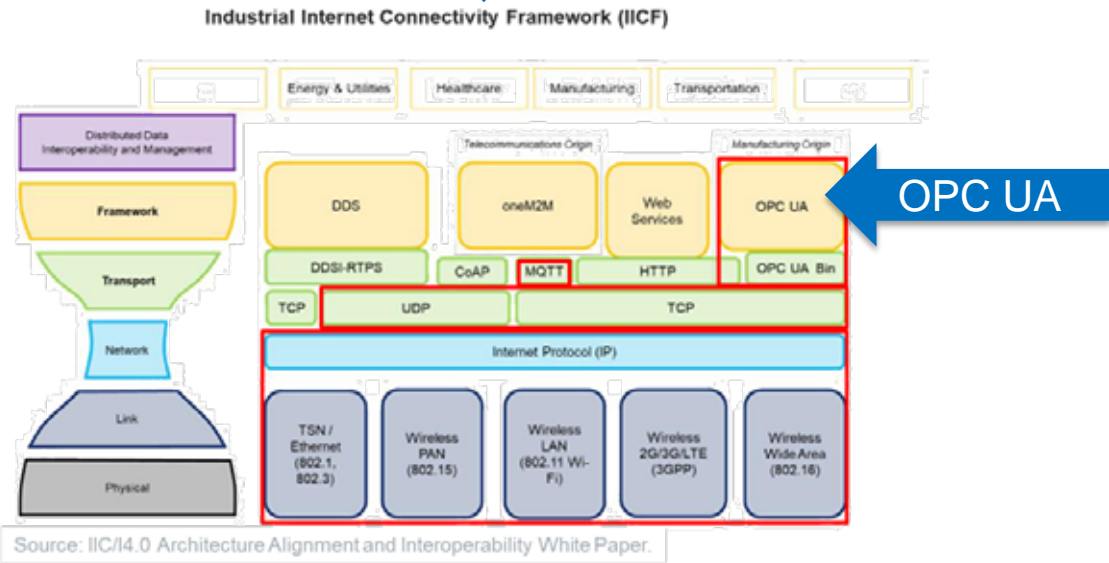 Industrial Internet Connectivity Framework (IICF)
Energy & Utilities
Healthcare
Manufacturing
Transportation
Distributed Data
Interoperability and Management
Telecommunications Origin
Manufacturing Origin
Framework
DDS
oneM2M
Web
Services
OPC UA
OPC UA
Transport
DDSI-RTPS
CoAP
MQTT
HTTP
OPC UA Bin
TCP
UDP
TCP
Network
Internet Protocol (IP)
Link
Physical
TSN /
Ethernet
(802.1,
802.3)
Wireless
PAN
(802.15)
Wireless
LAN
(802.11 Wi-
Fi)
Wireless
2G/3G/LTE
(3GPP)
Wireless
Wide Area
(802.16)
Source: IIC/I4.0 Architecture Alignment and Interoperability White Paper.